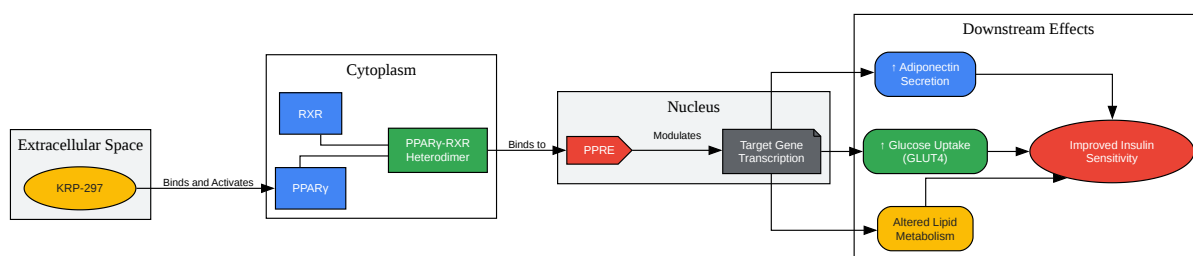 Extracellular Space
KRP-297
Binds and Activates
Cytoplasm
RXR
PPARγ
PPARγ-RXR
Heterodimer
Binds to
Nucleus
PPRE
Modulates
Target Gene
Transcription
Downstream Effects
↑ Adiponectin
Secretion
↑ Glucose Uptake
(GLUT4)
Altered Lipid
Metabolism
Improved Insulin
Sensitivity